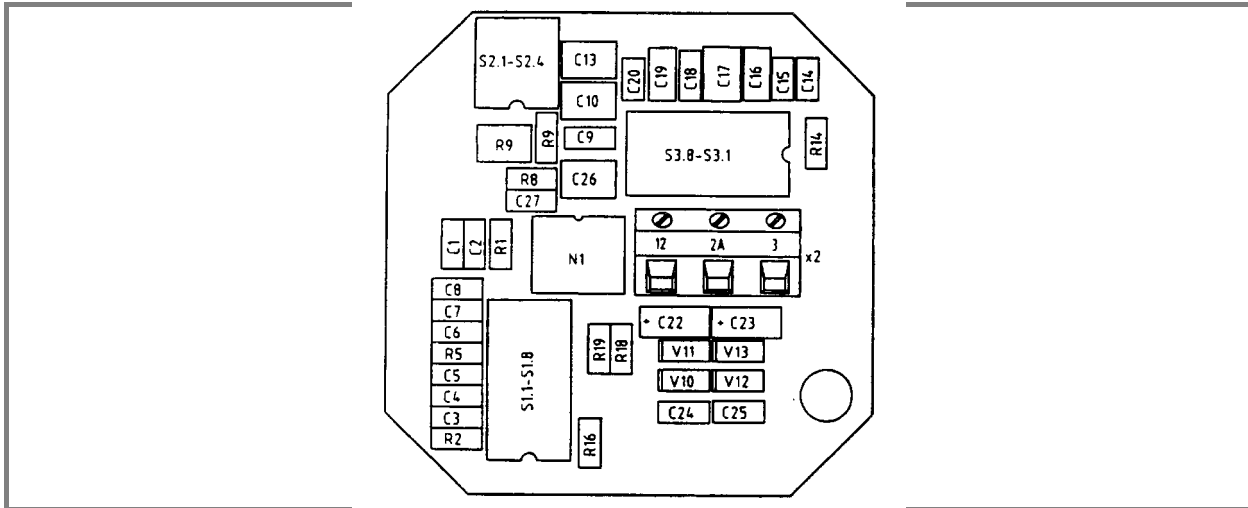 S2.1-S2.4
C13
C10
C20
C19
C18
C17
C16
C15
C14
R9
R9
C9
S3.8-S3.1
R14
R8
C27
C26
C1
C2
R1
N1
12 2A 3
x2
C8
C7
C6
R5
C5
C4
C3
R2
S1.1-S1.8
R19
R18
R16
+ C22
+ C23
V11
V13
V10
V12
C24
C25